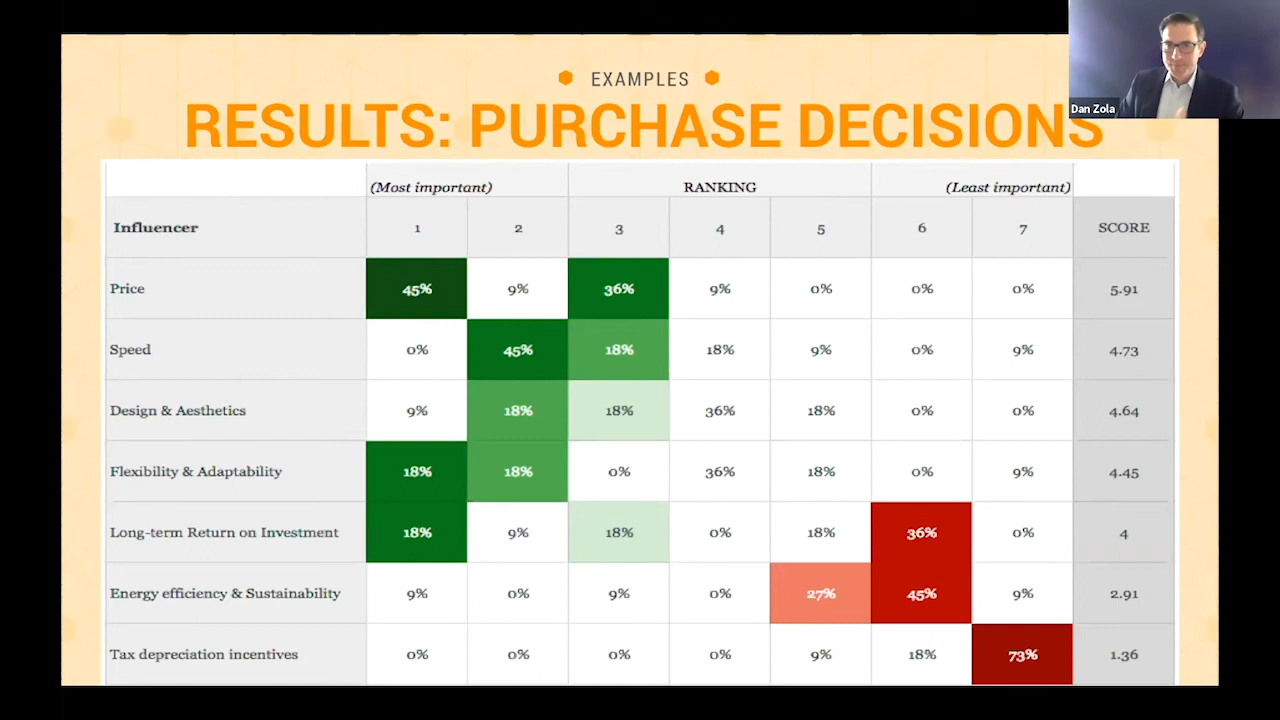 EXAMPLES
RESULTS: PURCHASE DECISIONS
Dan Zola
(Most important) RANKING (Least important)
Influencer 1 2 3 4 5 6 7 SCORE
Price 45% 9% 36% 9% 0% 0% 0% 5.91
Speed 0% 45% 18% 18% 9% 0% 9% 4.73
Design & Aesthetics 9% 18% 18% 36% 18% 0% 0% 4.64
Flexibility & Adaptability 18% 18% 0% 36% 18% 0% 9% 4.45
Long-term Return on Investment 18% 9% 18% 0% 18% 36% 0% 4
Energy efficiency & Sustainability 9% 0% 9% 0% 27% 45% 9% 2.91
Tax depreciation incentives 0% 0% 0% 0% 9% 18% 73% 1.36